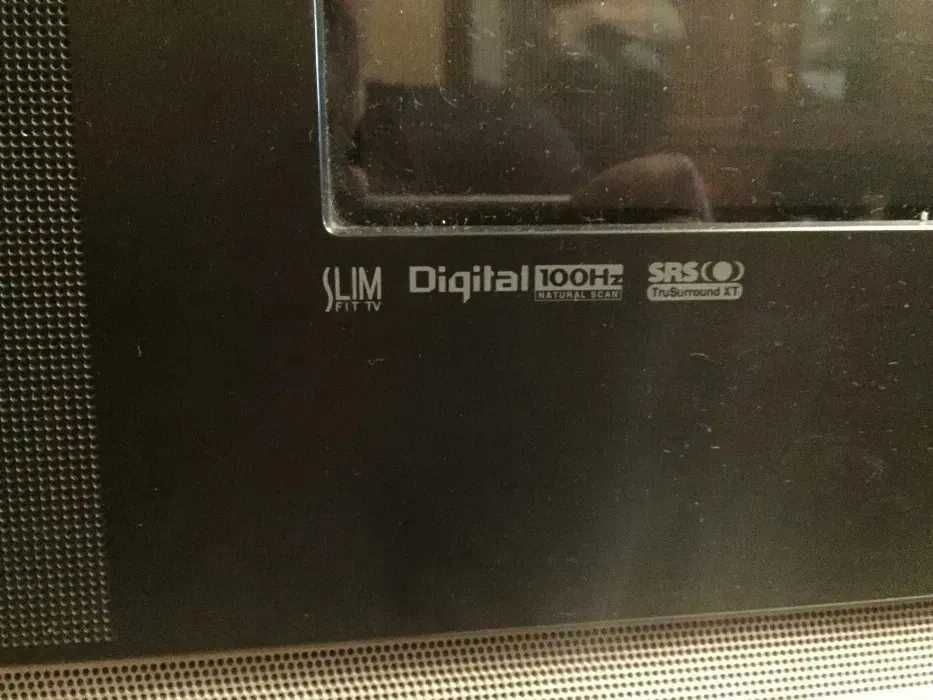 SLIM
FIT TV
Digital 100Hz
NATURAL SCAN
SRS
TruSurround XT